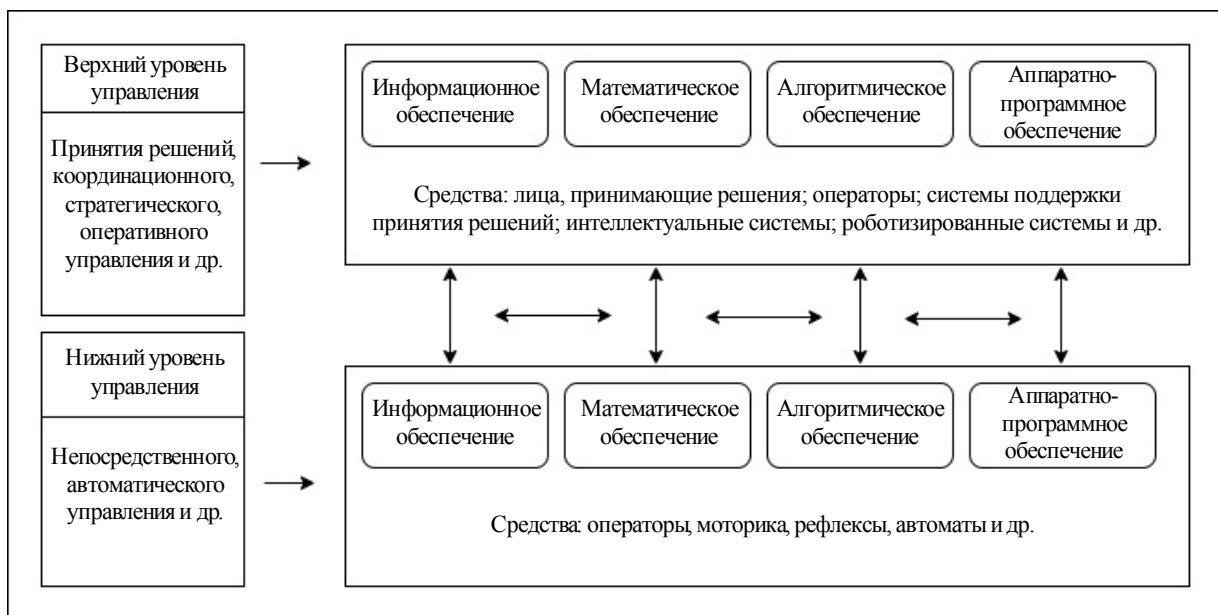 Верхний уровень
управления
Принятия решений,
координационного,
стратегического,
оперативного
управления и др.
Информационное
обеспечение
Математическое
обеспечение
Алгоритмическое
обеспечение
Аппаратно-
программное
обеспечение
Средства: лица, принимающие решения; операторы; системы поддержки
принятия решений; интеллектуальные системы; роботизированные системы и др.
Нижний уровень
управления
Непосредственного,
автоматического
управления и др.
Информационное
обеспечение
Математическое
обеспечение
Алгоритмическое
обеспечение
Аппаратно-
программное
обеспечение
Средства: операторы, моторика, рефлексы, автоматы и др.